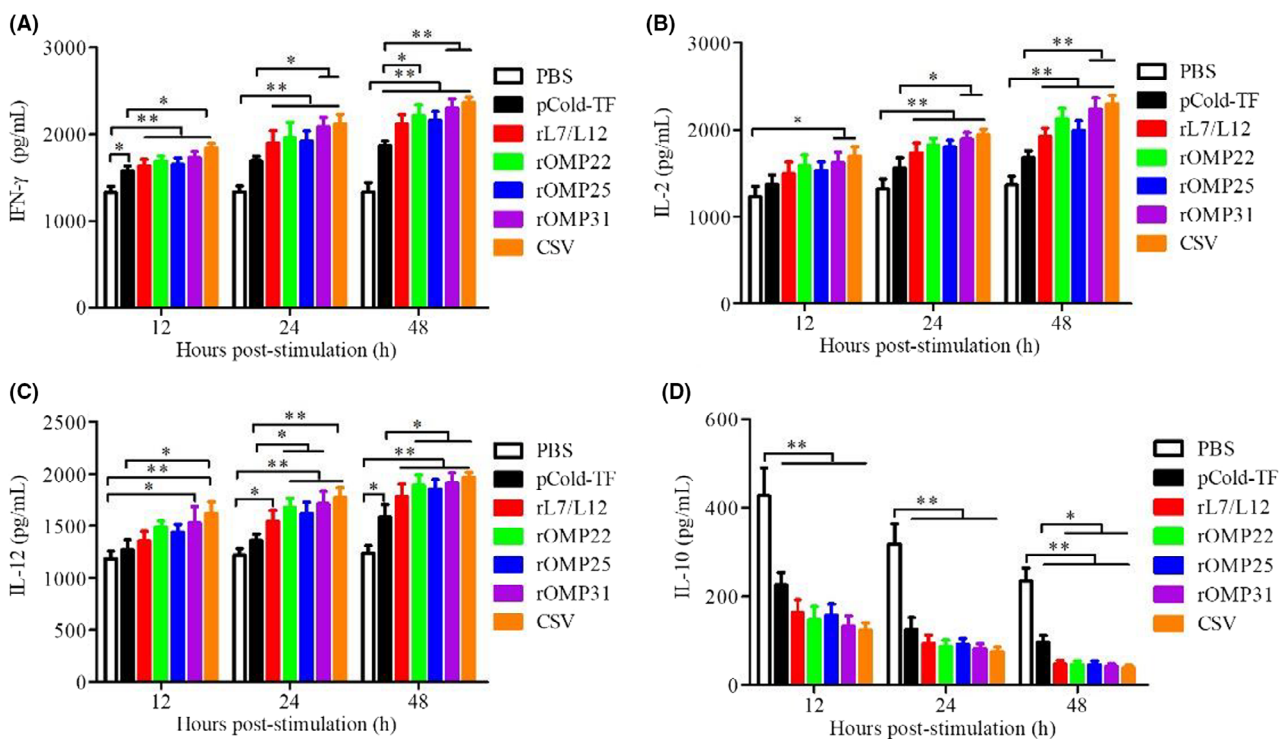 (A)
IFN-γ (pg/mL)
3000
2000
1000
0
** * * * ** ** * **
12 24 48
Hours post-stimulation (h)
PBS
pCold-TF
rL7/L12
rOMP22
rOMP25
rOMP31
CSV
(B)
IL-2 (pg/mL)
3000
2000
1000
0
* ** * ** **
12 24 48
Hours post-stimulation (h)
PBS
pCold-TF
rL7/L12
rOMP22
rOMP25
rOMP31
CSV
(C)
IL-12 (pg/mL)
2500
2000
1500
1000
500
0
* ** * * ** * ** * ** *
12 24 48
Hours post-stimulation (h)
PBS
pCold-TF
rL7/L12
rOMP22
rOMP25
rOMP31
CSV
(D)
IL-10 (pg/mL)
600
400
200
0
** ** ** *
12 24 48
Hours post-stimulation (h)
PBS
pCold-TF
rL7/L12
rOMP22
rOMP25
rOMP31
CSV